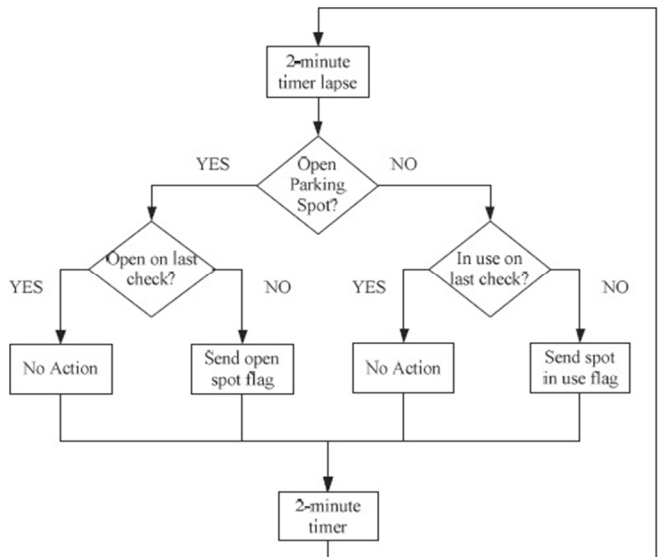 2-minute
timer lapse
YES
Open
Parking
Spot?
NO
Open on last
check?
In use on
last check?
YES
NO
YES
NO
No Action
Send open
spot flag
No Action
Send spot
in use flag
2-minute
timer